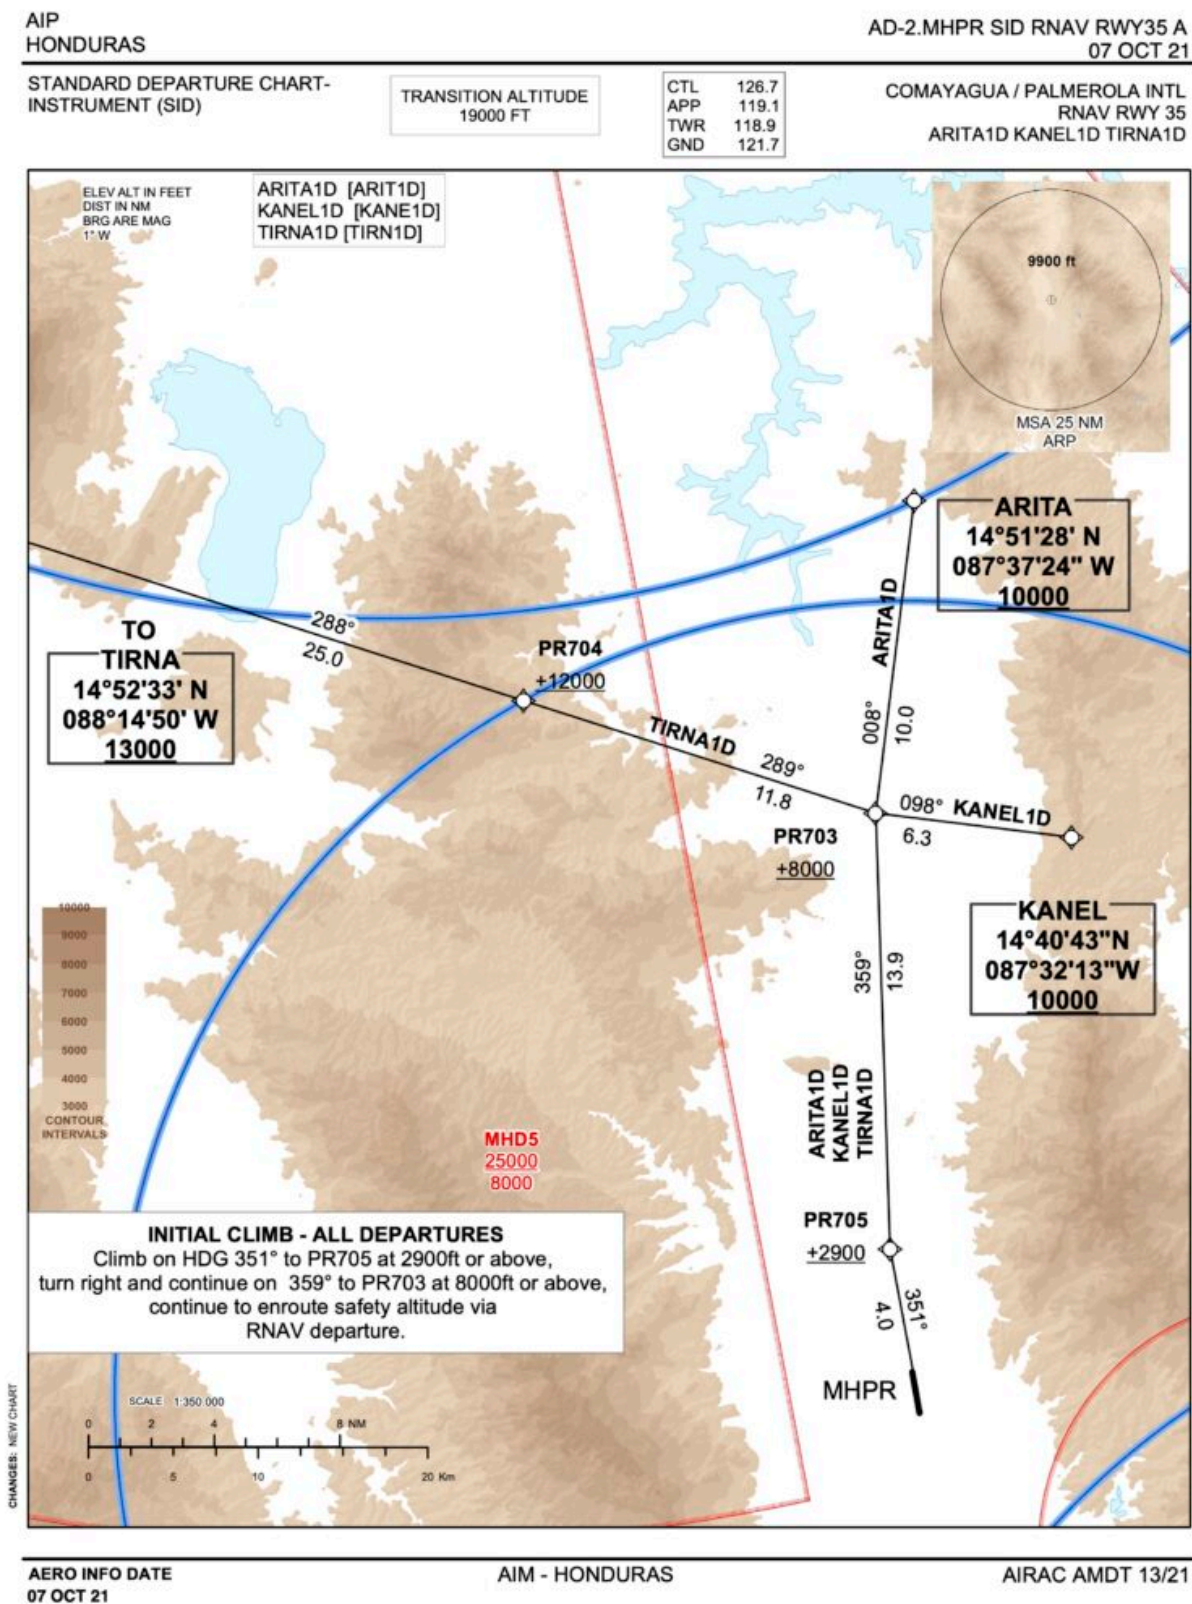 AIP
HONDURAS
AD-2.MHPR SID RNAV RWY35 A
07 OCT 21
STANDARD DEPARTURE CHART-
INSTRUMENT (SID)
TRANSITION ALTITUDE
19000 FT
CTL 126.7
APP 119.1
TWR 118.9
GND 121.7
COMAYAGUA / PALMEROLA INTL
RNAV RWY 35
ARITA1D KANEL1D TIRNA1D
ELEV ALT IN FEET
DIST IN NM
BRG ARE MAG
1° W
ARITA1D [ARIT1D]
KANEL1D [KANE1D]
TIRNA1D [TIRN1D]
9900 ft
MSA 25 NM
ARP
ARITA
14°51'28' N
087°37'24" W
10000
ARITA1D
008°
10.0
288°
25.0
TO
TIRNA
14°52'33' N
088°14'50' W
13000
PR704
+12000
TIRNA1D
289°
11.8
098° KANEL1D
6.3
PR703
+8000
KANEL
14°40'43"N
087°32'13"W
10000
359°
13.9
10000
9000
8000
7000
6000
5000
4000
3000
CONTOUR
INTERVALS
ARITA1D
KANEL1D
TIRNA1D
MHD5
25000
8000
PR705
+2900
351°
4.0
MHPR
INITIAL CLIMB - ALL DEPARTURES
Climb on HDG 351° to PR705 at 2900ft or above,
turn right and continue on 359° to PR703 at 8000ft or above,
continue to enroute safety altitude via
RNAV departure.
SCALE 1:350 000
0 2 4 8 NM
0 5 10 20 Km
CHANGES: NEW CHART
AERO INFO DATE
07 OCT 21
AIM - HONDURAS
AIRAC AMDT 13/21